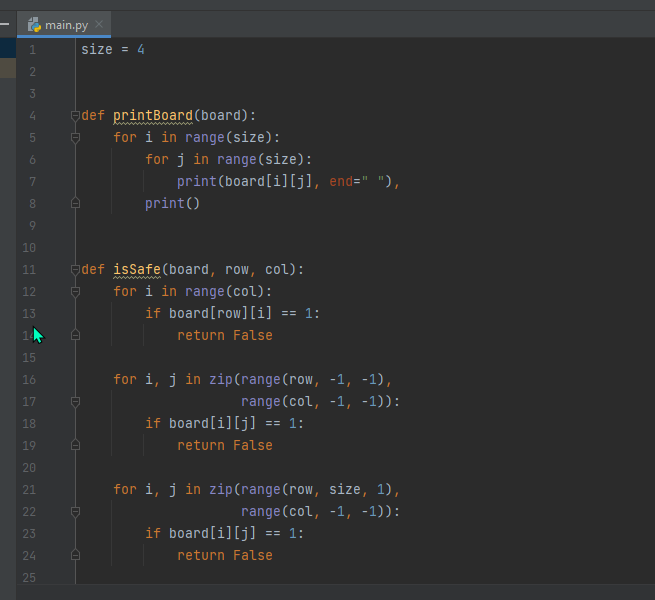 main.py
1 size = 4
2
3
4 def printBoard(board):
5     for i in range(size):
6         for j in range(size):
7             print(board[i][j], end=" "),
8         print()
9
10
11 def isSafe(board, row, col):
12     for i in range(col):
13         if board[row][i] == 1:
14             return False
15
16     for i, j in zip(range(row, -1, -1),
17                     range(col, -1, -1)):
18         if board[i][j] == 1:
19             return False
20
21     for i, j in zip(range(row, size, 1),
22                     range(col, -1, -1)):
23         if board[i][j] == 1:
24             return False
25